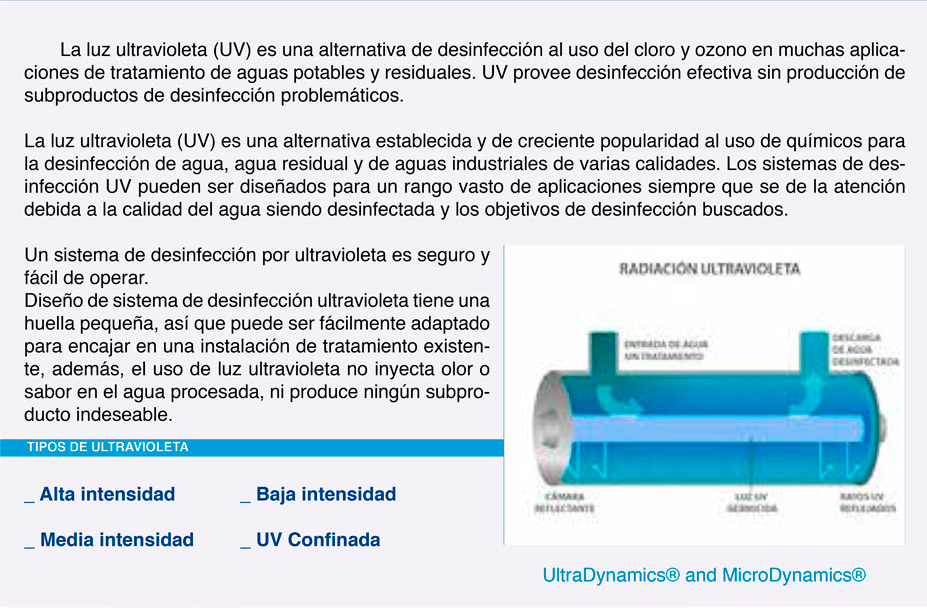 La luz ultravioleta (UV) es una alternativa de desinfección al uso del cloro y ozono en muchas aplica-
ciones de tratamiento de aguas potables y residuales. UV provee desinfección efectiva sin producción de
subproductos de desinfección problemáticos.
La luz ultravioleta (UV) es una alternativa establecida y de creciente popularidad al uso de químicos para
la desinfección de agua, agua residual y de aguas industriales de varias calidades. Los sistemas de des-
infección UV pueden ser diseñados para un rango vasto de aplicaciones siempre que se de la atención
debida a la calidad del agua siendo desinfectada y los objetivos de desinfección buscados.
Un sistema de desinfección por ultravioleta es seguro y
fácil de operar.
Diseño de sistema de desinfección ultravioleta tiene una
huella pequeña, así que puede ser fácilmente adaptado
para encajar en una instalación de tratamiento existen-
te, además, el uso de luz ultravioleta no inyecta olor o
sabor en el agua procesada, ni produce ningún subpro-
ducto indeseable.
TIPOS DE ULTRAVIOLETA
_ Alta intensidad
_ Baja intensidad
_ Media intensidad
_ UV Confinada
RADIACIÓN ULTRAVIOLETA
ENTRADA DE AGUA
SIN TRATAMIENTO
DESCARGA
DE AGUA
DESINFECTADA
CÁMARA
REFLECTANTE
LUZ UV
GERMICIDA
RAYOS UV
REFLEJADOS
UltraDynamics® and MicroDynamics®